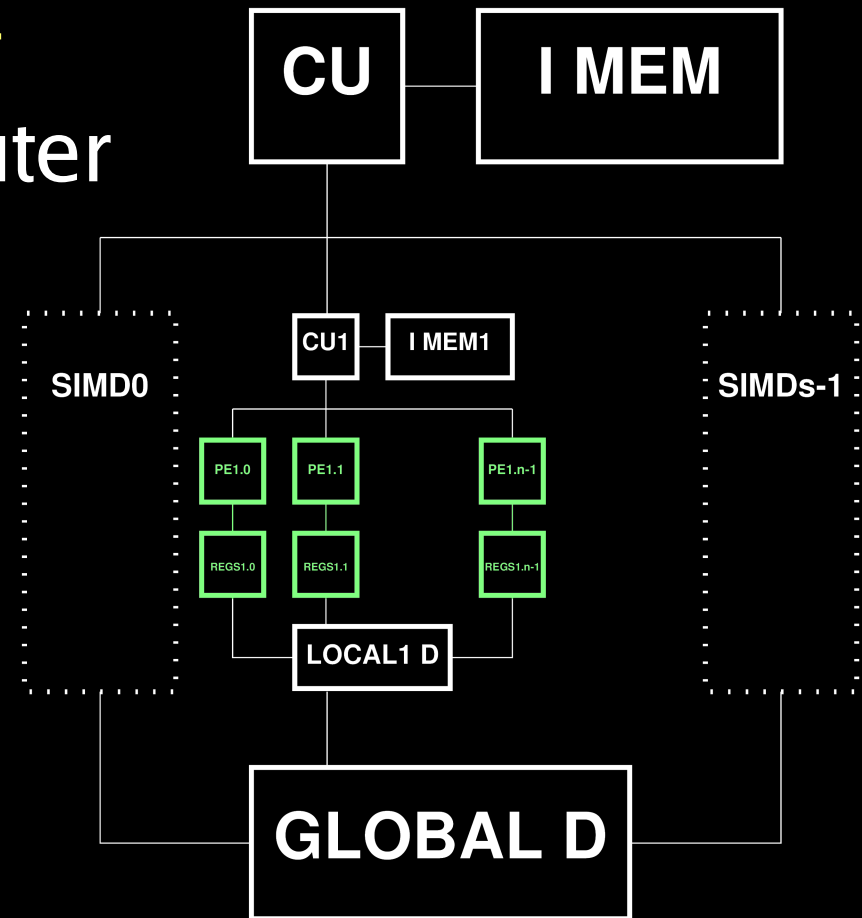 CU I MEM
CU1 I MEM1
SIMD0 SIMDs-1
PE1.0 PE1.1 PE1.n-1
REGS1.0 REGS1.1 REGS1.n-1
LOCAL1 D
GLOBAL D